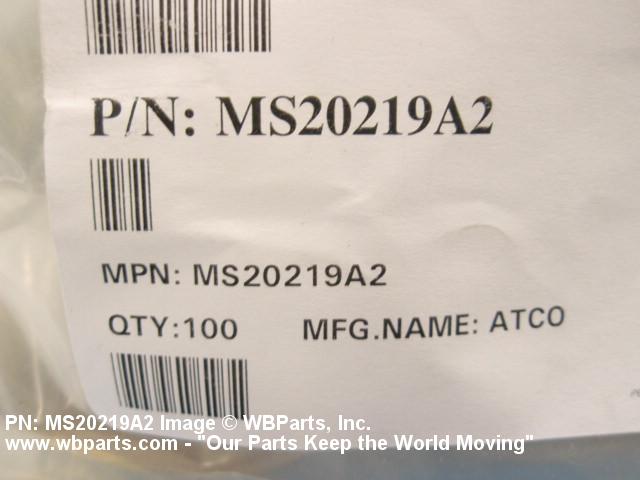 P/N: MS20219A2
MPN: MS20219A2
QTY:100 MFG.NAME: ATCO
PN: MS20219A2 Image © WBParts, Inc.
www.wbparts.com - "Our Parts Keep the World Moving"